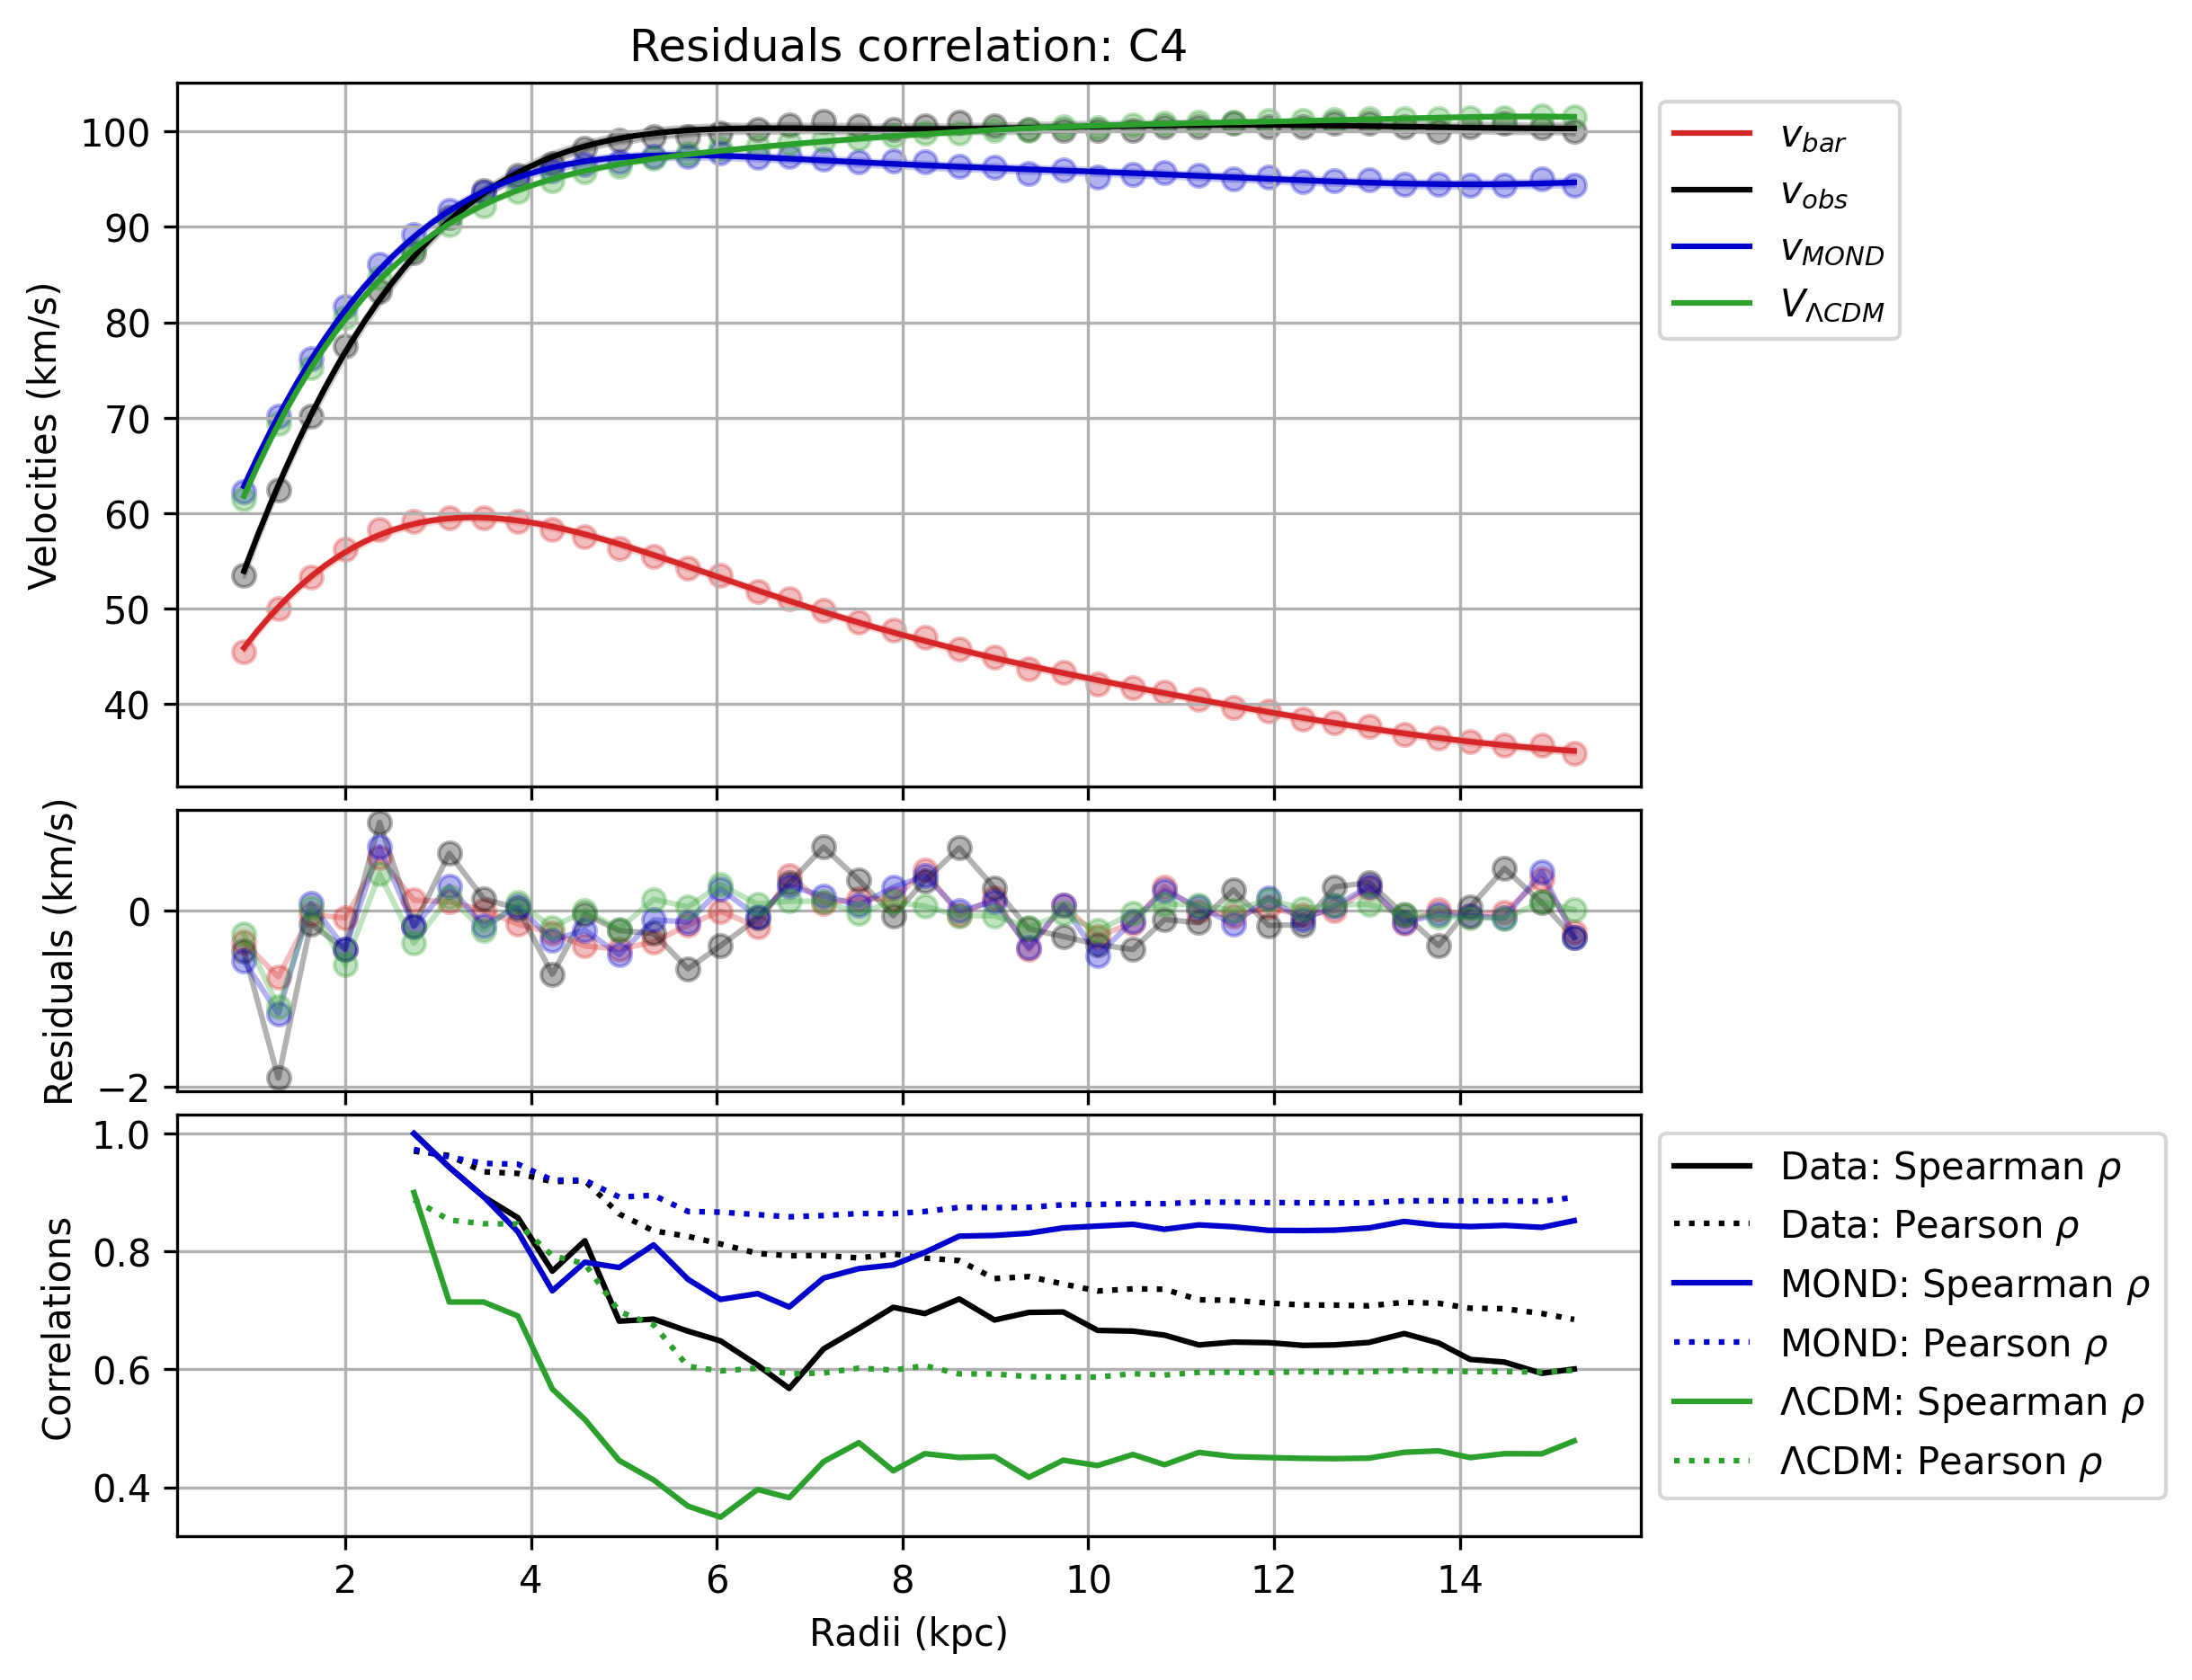 Residuals correlation: C4
Velocities (km/s)
100
90
80
70
60
50
40
v_bar
v_obs
v_MOND
V_ΛCDM
Residuals (km/s)
0
−2
Correlations
1.0
0.8
0.6
0.4
Data: Spearman ρ
Data: Pearson ρ
MOND: Spearman ρ
MOND: Pearson ρ
ΛCDM: Spearman ρ
ΛCDM: Pearson ρ
2 4 6 8 10 12 14
Radii (kpc)